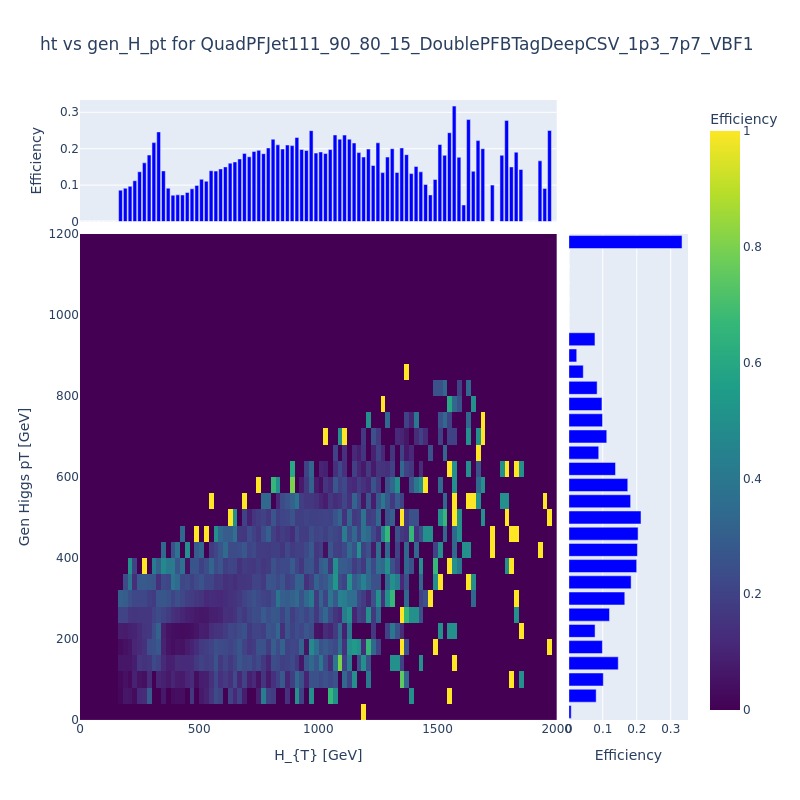 ht vs gen_H_pt for QuadPFJet111_90_80_15_DoublePFBTagDeepCSV_1p3_7p7_VBF1
Efficiency
0.3
0.2
0.1
0
Efficiency
1
0.8
0.6
0.4
0.2
0
Gen Higgs pT [GeV]
1200
1000
800
600
400
200
0
0 500 1000 1500 2000
H_{T} [GeV]
0 0.1 0.2 0.3
Efficiency